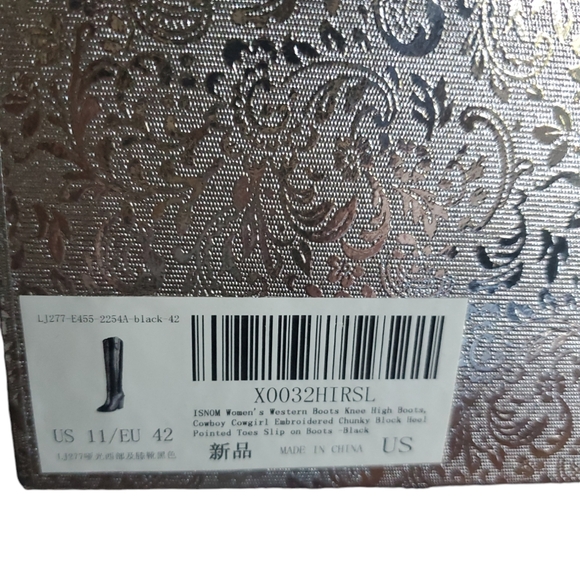 LJ277-E455-2254A-black-42
US 11/EU 42
X0032HIRSL
ISNOM Women's Western Boots Knee High Boots,
Cowboy Cowgirl Embroidered Chunky Block Heel
Pointed Toes Slip on Boots -Black
新品 MADE IN CHINA US